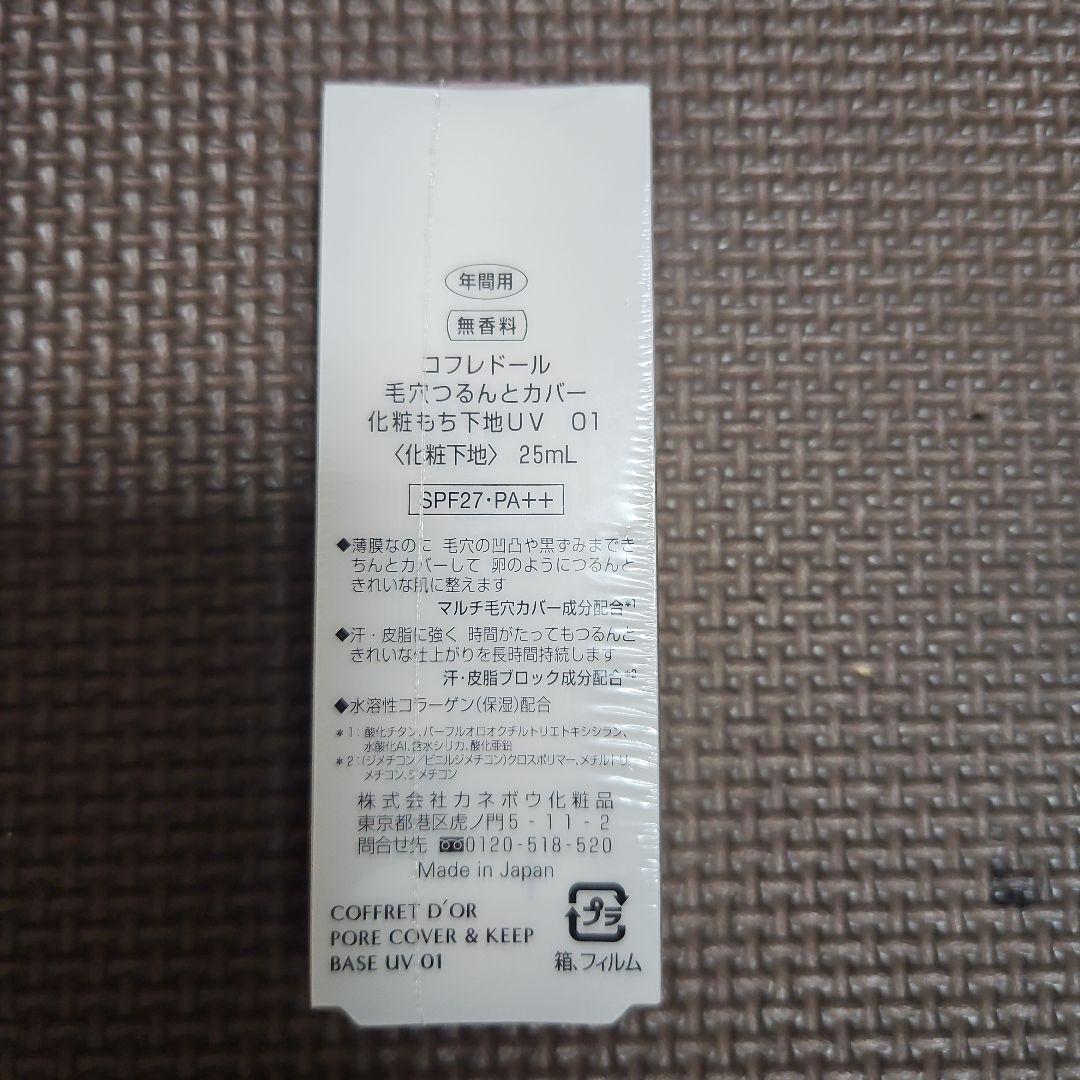 年間用
無香料
コフレドール
毛穴つるんとカバー
化粧もち下地UV 01
〈化粧下地〉 25mL
SPF27・PA++
◆薄膜なのに 毛穴の凹凸や黒ずみまでき
ちんとカバーして 卵のようにつるんと
きれいな肌に整えます
マルチ毛穴カバー成分配合*1
◆汗・皮脂に強く 時間がたってもつるんと
きれいな仕上がりを長時間持続します
汗・皮脂ブロック成分配合*2
◆水溶性コラーゲン(保湿)配合
*1:酸化チタン、パーフルオロオクチルトリエトキシシラン、
水酸化Al、含水シリカ、酸化亜鉛
*2:(ジメチコン/ビニルジメチコン)クロスポリマー、メチルトリ
メチコン、ジメチコン
株式会社カネボウ化粧品
東京都港区虎ノ門5-11-2
問合せ先 0120-518-520
Made in Japan
COFFRET D'OR
PORE COVER & KEEP
BASE UV 01
プラ
箱、フィルム